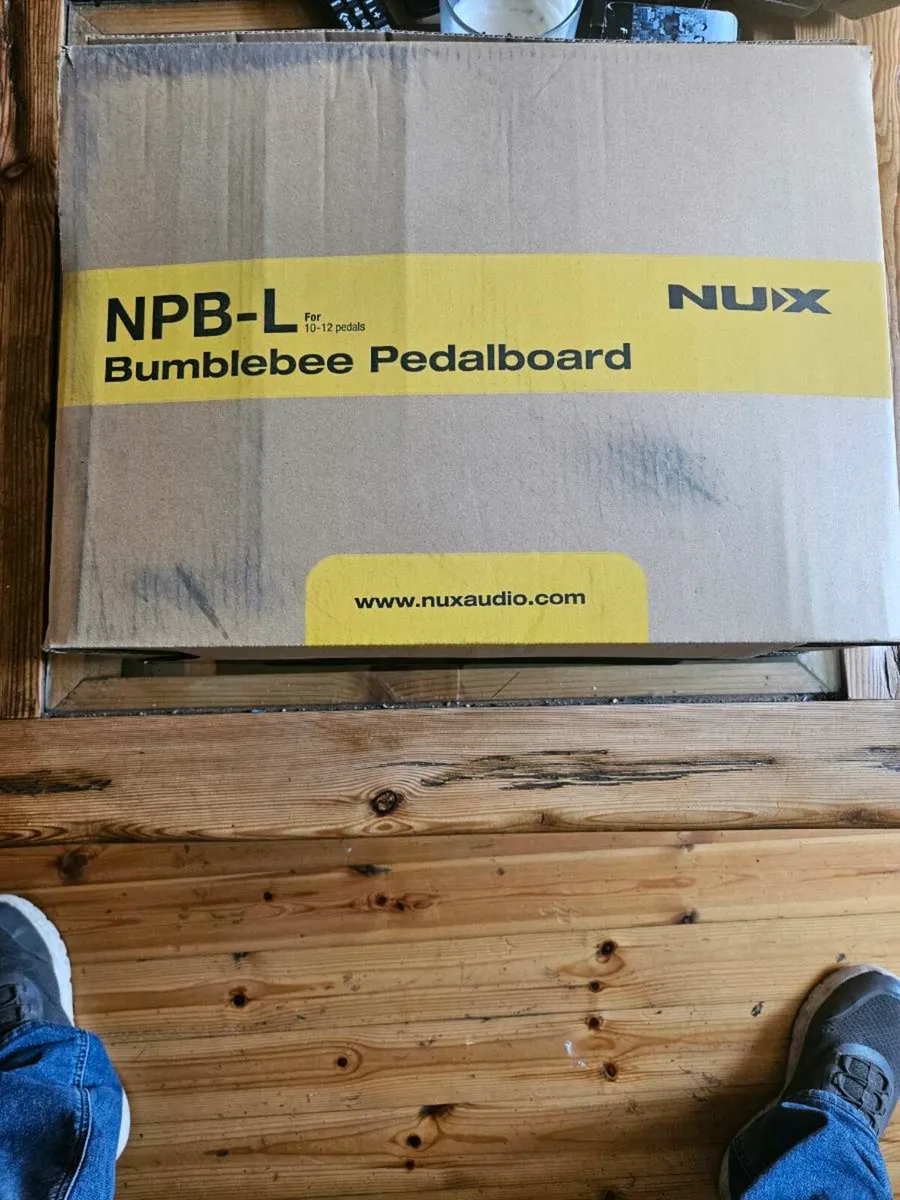 NPB-L For
10-12 pedals
NUX
Bumblebee Pedalboard
www.nuxaudio.com